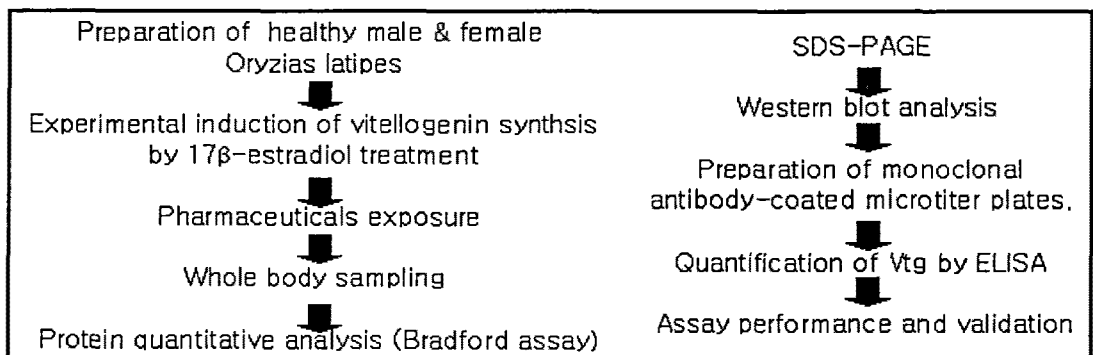 Preparation of healthy male & female
Oryzias latipes
Experimental induction of vitellogenin synthsis
by 17β-estradiol treatment
Pharmaceuticals exposure
Whole body sampling
Protein quantitative analysis (Bradford assay)
SDS-PAGE
Western blot analysis
Preparation of monoclonal
antibody-coated microtiter plates.
Quantification of Vtg by ELISA
Assay performance and validation